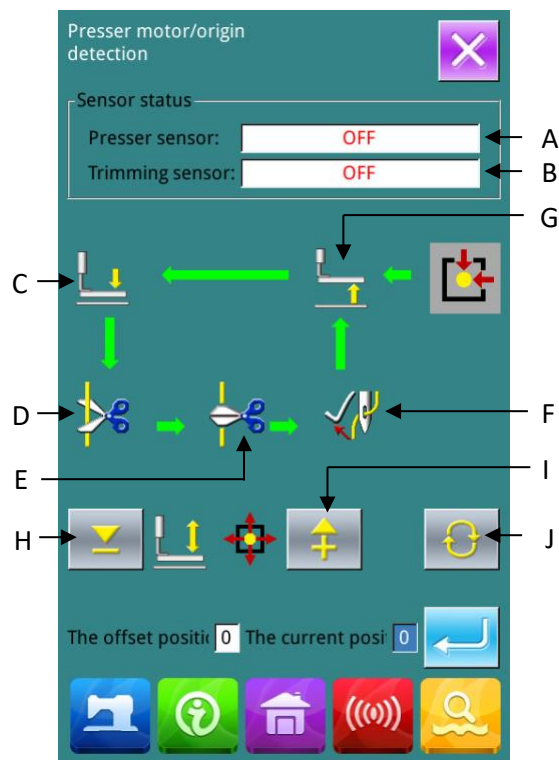 Presser motor/origin
detection
Sensor status
Presser sensor: OFF A
Trimming sensor: OFF B
G
C
D F
E
I
H J
The offset positic 0 The current posi 0